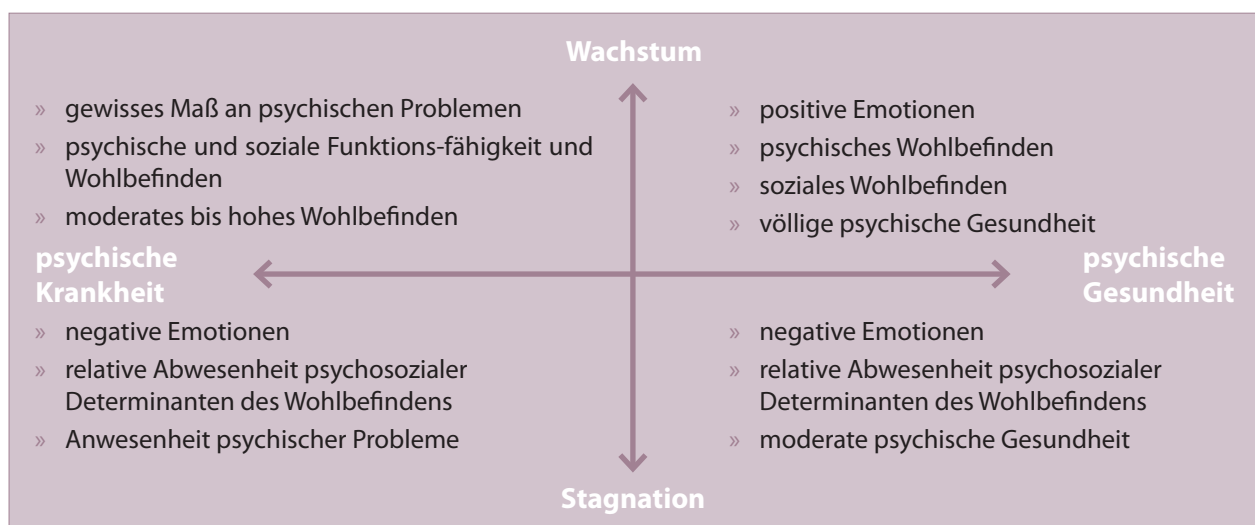 Wachstum
» gewisses Maß an psychischen Problemen
» psychische und soziale Funktions-fähigkeit und
Wohlbefinden
» moderates bis hohes Wohlbefinden
» positive Emotionen
» psychisches Wohlbefinden
» soziales Wohlbefinden
» völlige psychische Gesundheit
psychische
Krankheit
psychische
Gesundheit
» negative Emotionen
» relative Abwesenheit psychosozialer
Determinanten des Wohlbefindens
» Anwesenheit psychischer Probleme
» negative Emotionen
» relative Abwesenheit psychosozialer
Determinanten des Wohlbefindens
» moderate psychische Gesundheit
Stagnation